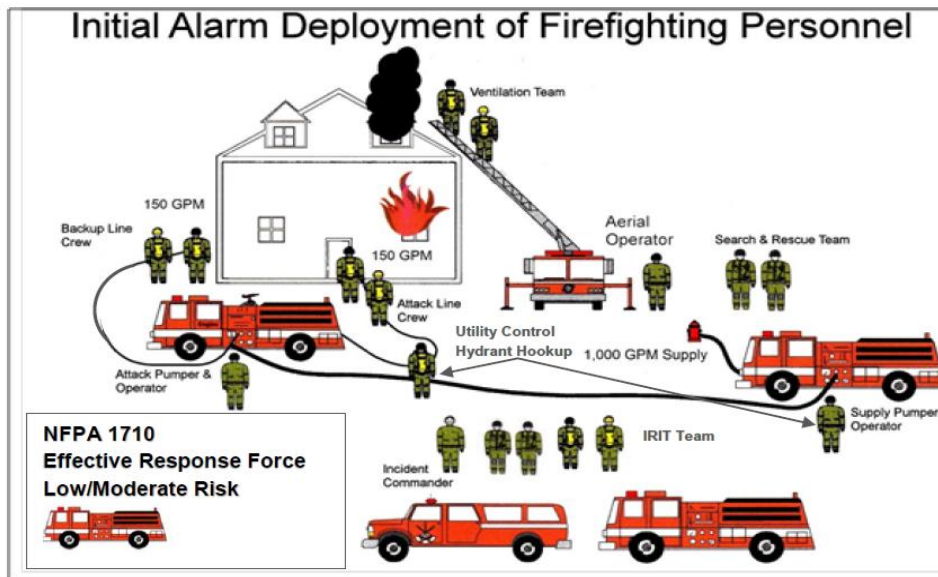 Initial Alarm Deployment of Firefighting Personnel
Ventilation Team
150 GPM
Backup Line
Crew
150 GPM
Aerial
Operator
Search & Rescue Team
Attack Line
Crew
Utility Control
Hydrant Hookup
1,000 GPM Supply
Attack Pumper &
Operator
Supply Pumper
Operator
IRIT Team
Incident
Commander
NFPA 1710
Effective Response Force
Low/Moderate Risk